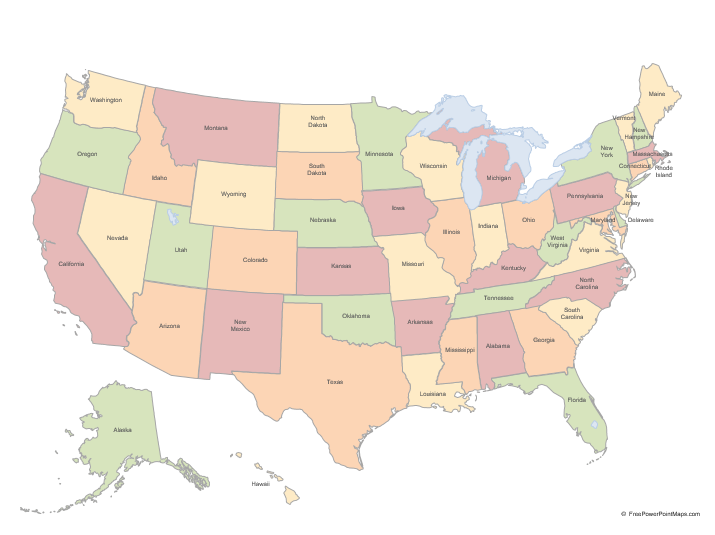 Maine
Washington
Vermont
North
Dakota
Montana
New
Hampshire
Oregon
Minnesota
New
York
Massachusetts
Wisconsin
Connecticut
Rhode
Island
South
Dakota
Idaho
Michigan
Wyoming
Pennsylvania
New
Jersey
Iowa
Nebraska
Maryland
Delaware
Ohio
Indiana
Illinois
Nevada
West
Virginia
Utah
Virginia
Colorado
California
Missouri
Kansas
Kentucky
North
Carolina
Tennessee
South
Carolina
Oklahoma
Arkansas
New
Mexico
Arizona
Georgia
Alabama
Mississippi
Texas
Louisiana
Florida
Alaska
Hawaii
© FreePowerPointMaps.com